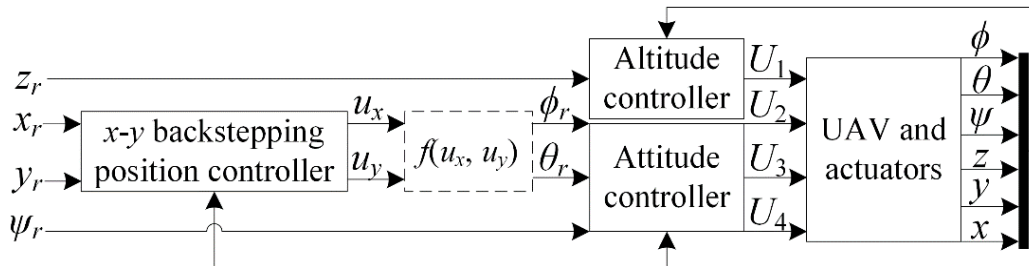 z_r
x_r
y_r
ψ_r
x-y backstepping
position controller
u_x
u_y
f(u_x, u_y)
ϕ_r
θ_r
Altitude
controller
Attitude
controller
U_1
U_2
U_3
U_4
UAV and
actuators
ϕ
θ
ψ
z
y
x